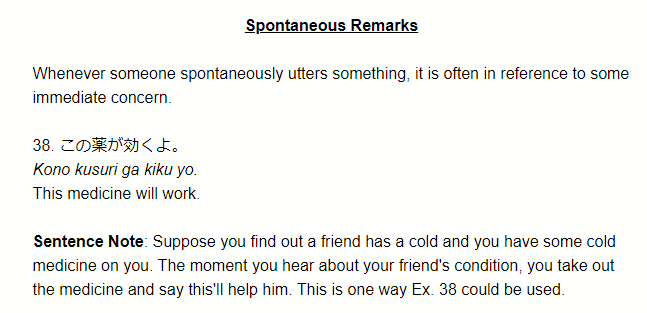 Spontaneous Remarks
Whenever someone spontaneously utters something, it is often in reference to some
immediate concern.
38. この薬が効くよ。
Kono kusuri ga kiku yo.
This medicine will work.
Sentence Note: Suppose you find out a friend has a cold and you have some cold
medicine on you. The moment you hear about your friend's condition, you take out
the medicine and say this'll help him. This is one way Ex. 38 could be used.